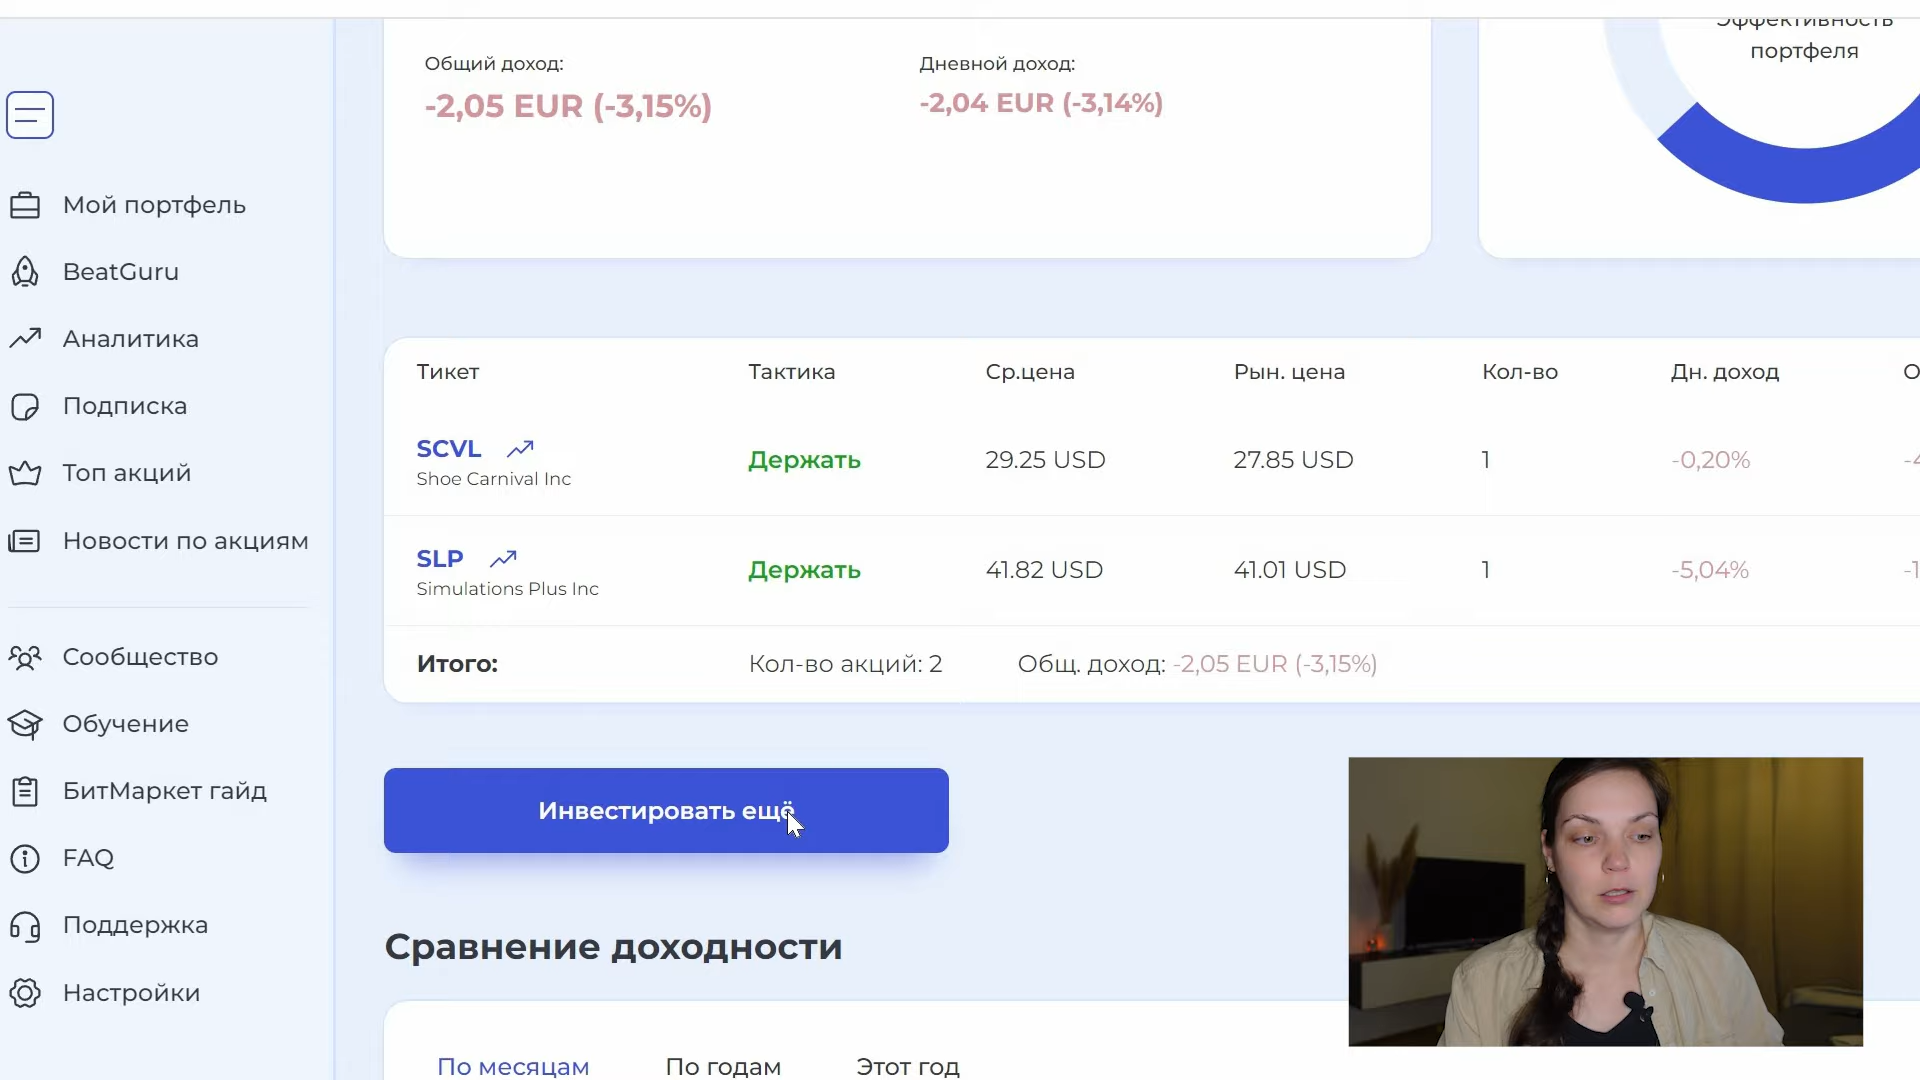 Эффективность
портфеля
Общий доход:
-2,05 EUR (-3,15%)
Дневной доход:
-2,04 EUR (-3,14%)
Мой портфель
BeatGuru
Аналитика
Подписка
Топ акций
Новости по акциям
Сообщество
Обучение
БитМаркет гайд
FAQ
Поддержка
Настройки
Тикет Тактика Ср.цена Рын. цена Кол-во Дн. доход О
SCVL
Shoe Carnival Inc
Держать 29.25 USD 27.85 USD 1 -0,20% -4
SLP
Simulations Plus Inc
Держать 41.82 USD 41.01 USD 1 -5,04% -1
Итого: Кол-во акций: 2 Общ. доход: -2,05 EUR (-3,15%)
Инвестировать ещё
Сравнение доходности
По месяцам По годам Этот год